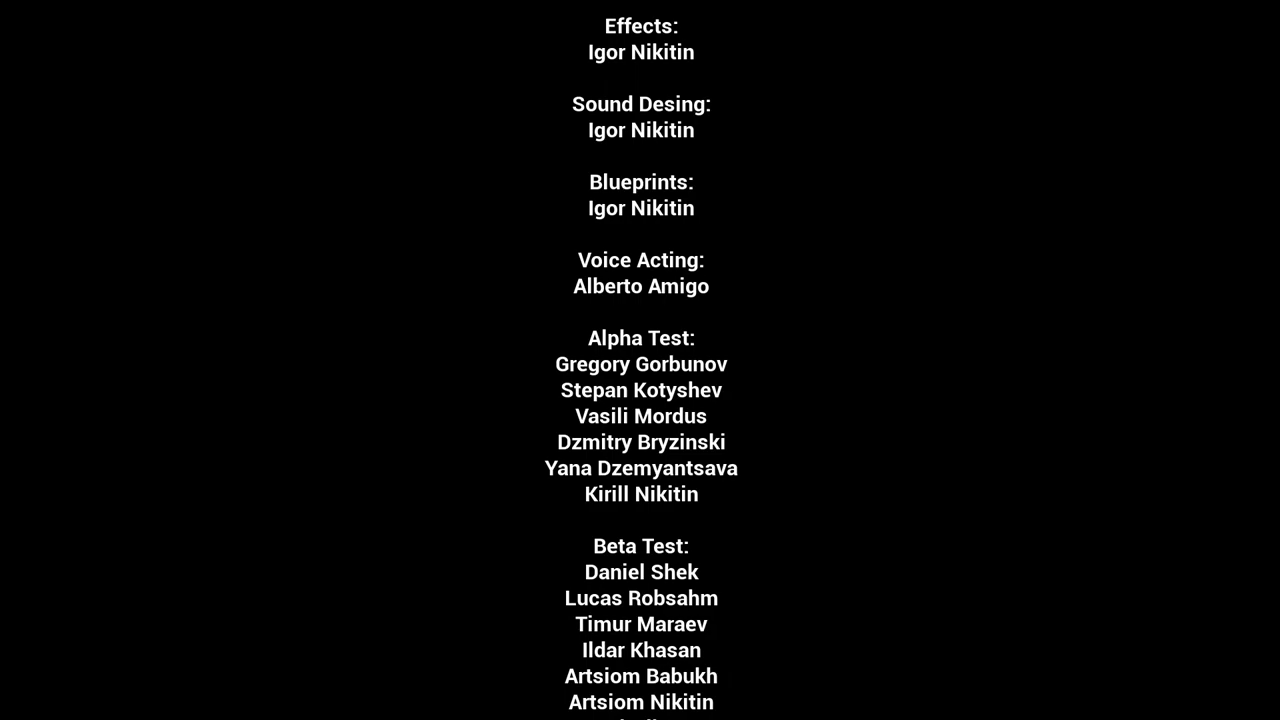 Effects:
Igor Nikitin
Sound Desing:
Igor Nikitin
Blueprints:
Igor Nikitin
Voice Acting:
Alberto Amigo
Alpha Test:
Gregory Gorbunov
Stepan Kotyshev
Vasili Mordus
Dzmitry Bryzinski
Yana Dzemyantsava
Kirill Nikitin
Beta Test:
Daniel Shek
Lucas Robsahm
Timur Maraev
Ildar Khasan
Artsiom Babukh
Artsiom Nikitin